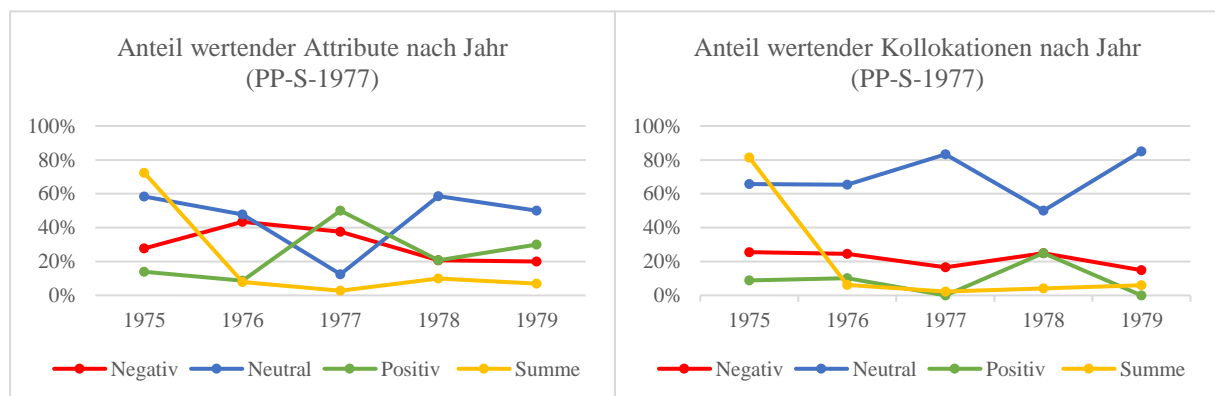 Anteil wertender Attribute nach Jahr
(PP-S-1977)
100%
80%
60%
40%
20%
0%
1975 1976 1977 1978 1979
Negativ Neutral Positiv Summe
Anteil wertender Kollokationen nach Jahr
(PP-S-1977)
100%
80%
60%
40%
20%
0%
1975 1976 1977 1978 1979
Negativ Neutral Positiv Summe